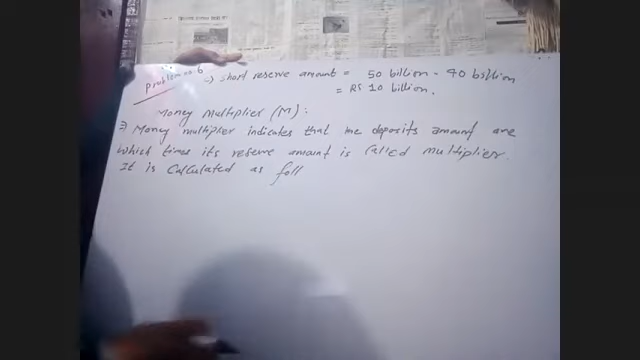 problem no. 6 c) short reserve amount = 50 billion - 40 billion
= RS 10 billion.
Money Multiplier (M):
⇒ Money multiplier indicates that the deposits amount are
which times its reserve amount is called multiplier.
It is calculated as foll